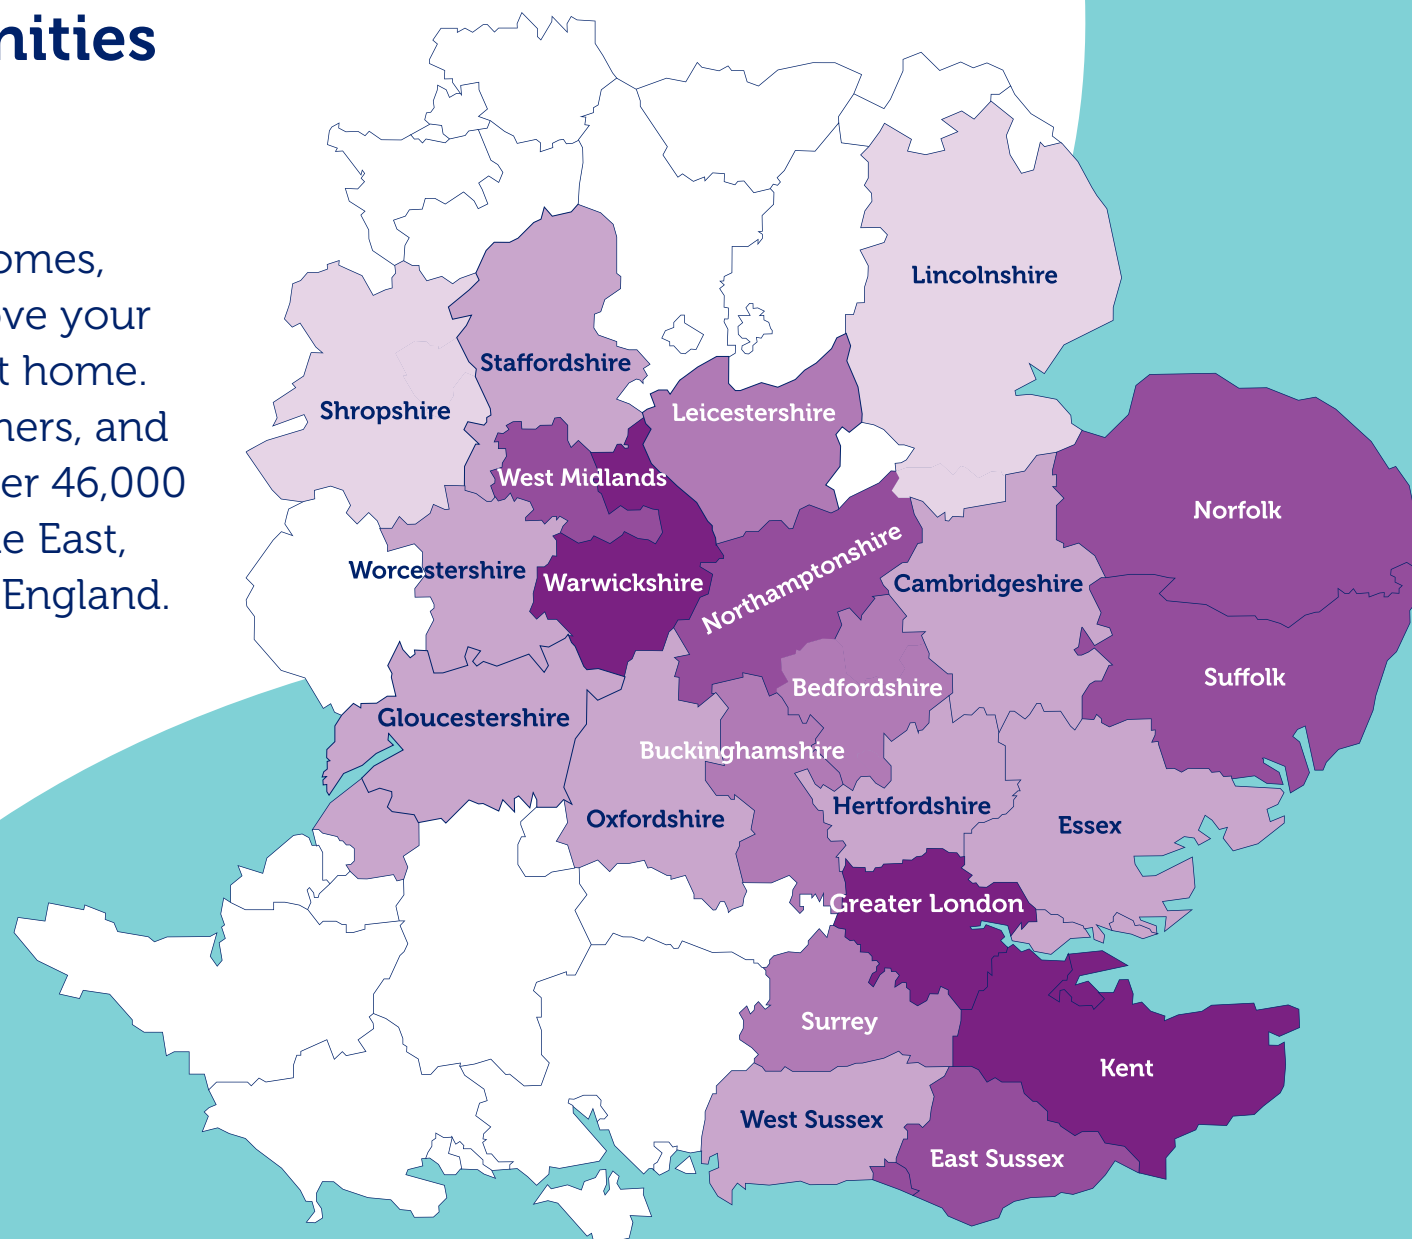 nities
omes,
ve your
t home.
ners, and
er 46,000
e East,
England.
Lincolnshire
Staffordshire
Shropshire
Leicestershire
West Midlands
Norfolk
Northamptonshire
Worcestershire
Warwickshire
Cambridgeshire
Suffolk
Bedfordshire
Gloucestershire
Buckinghamshire
Hertfordshire
Oxfordshire
Essex
Greater London
Surrey
Kent
West Sussex
East Sussex